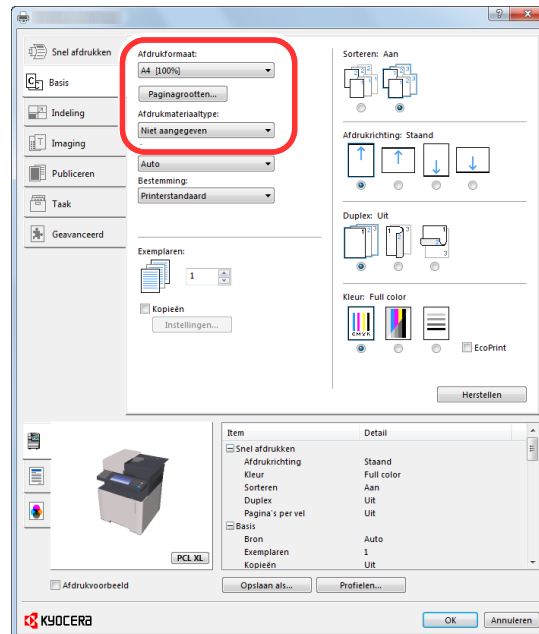 Snel afdrukken
Basis
Indeling
Imaging
Publiceren
Taak
Geavanceerd
Afdrukformaat:
A4 [100%]
Paginagrootten...
Afdrukmateriaaltype:
Niet aangegeven
Auto
Bestemming:
Printerstandaard
Exemplaren:
1
Kopieën
Instellingen...
Sorteren: Aan
Afdrukrichting: Staand
Duplex: Uit
Kleur: Full color
CMYK
EcoPrint
Herstellen
PCL XL
Afdrukvoorbeeld
Item Detail
Snel afdrukken
Afdrukrichting Staand
Kleur Full color
Sorteren Aan
Duplex Uit
Pagina's per vel Uit
Basis
Bron Auto
Exemplaren 1
Kopieën Uit
Opslaan als... Profielen...
KYOCERA
OK Annuleren